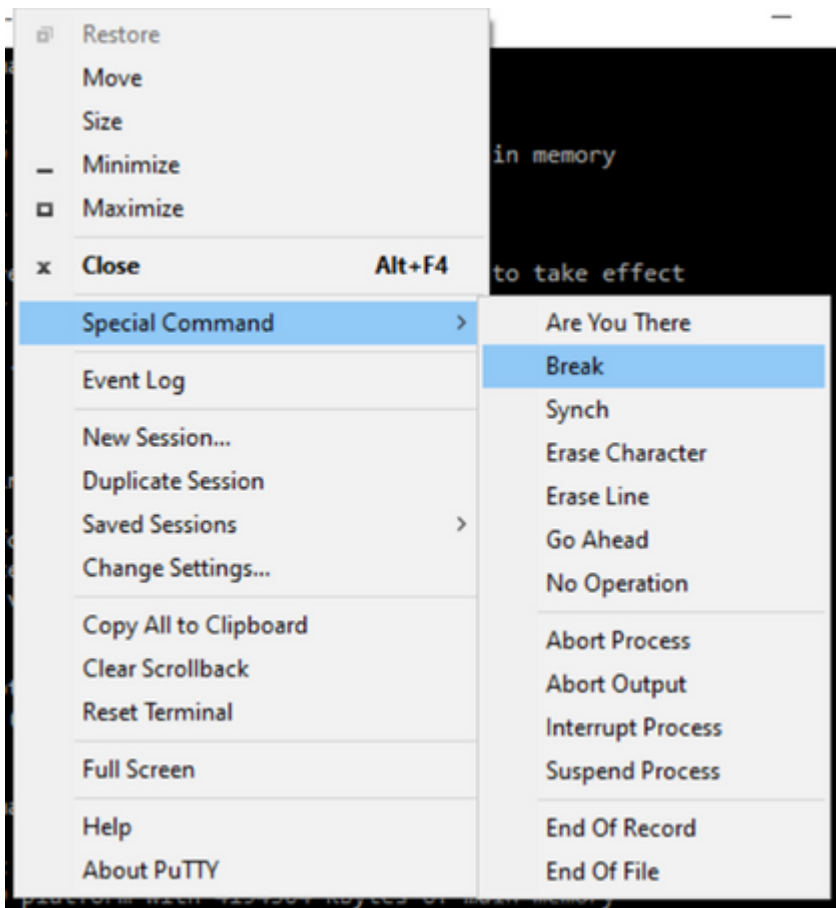 Restore
Move
Size
Minimize
in memory
Maximize
Close Alt+F4
to take effect
Special Command >
Are You There
Break
Event Log
Synch
New Session...
Erase Character
Duplicate Session
Erase Line
Saved Sessions >
Go Ahead
Change Settings...
No Operation
Copy All to Clipboard
Abort Process
Clear Scrollback
Abort Output
Reset Terminal
Interrupt Process
Full Screen
Suspend Process
Help
End Of Record
About PuTTY
End Of File